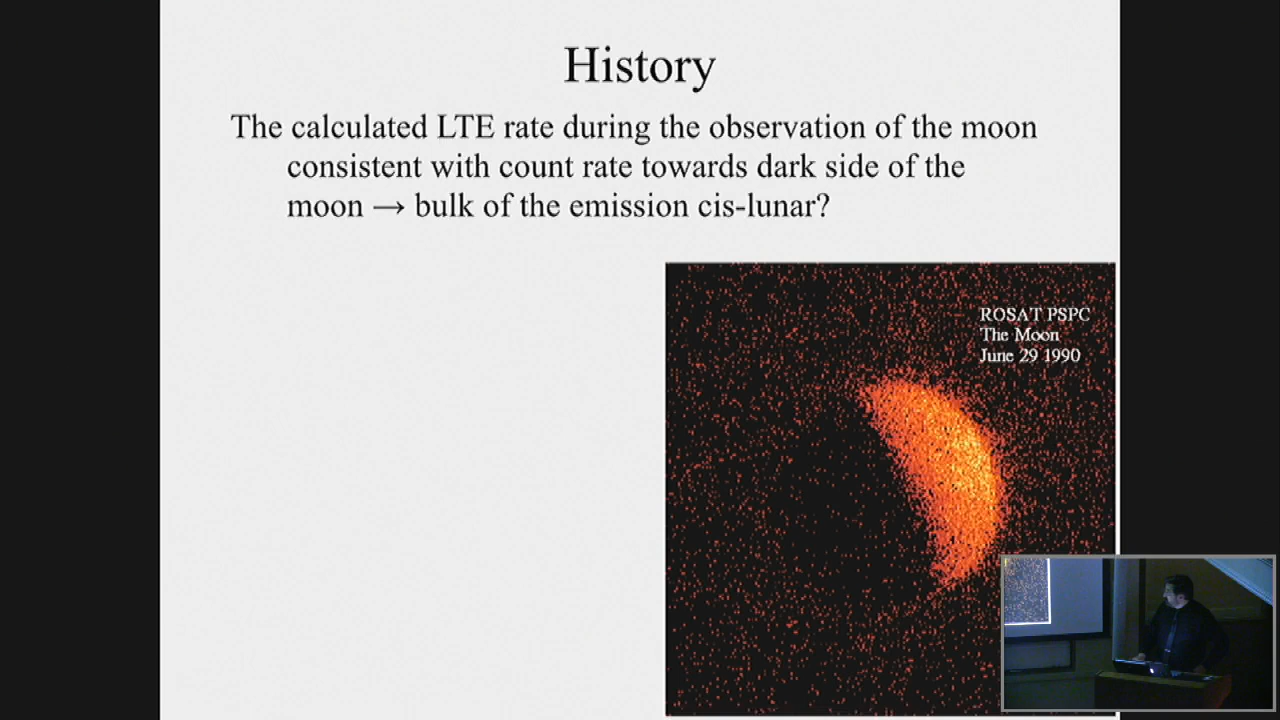 History
The calculated LTE rate during the observation of the moon
consistent with count rate towards dark side of the
moon → bulk of the emission cis-lunar?
ROSAT PSPC
The Moon
June 29 1990